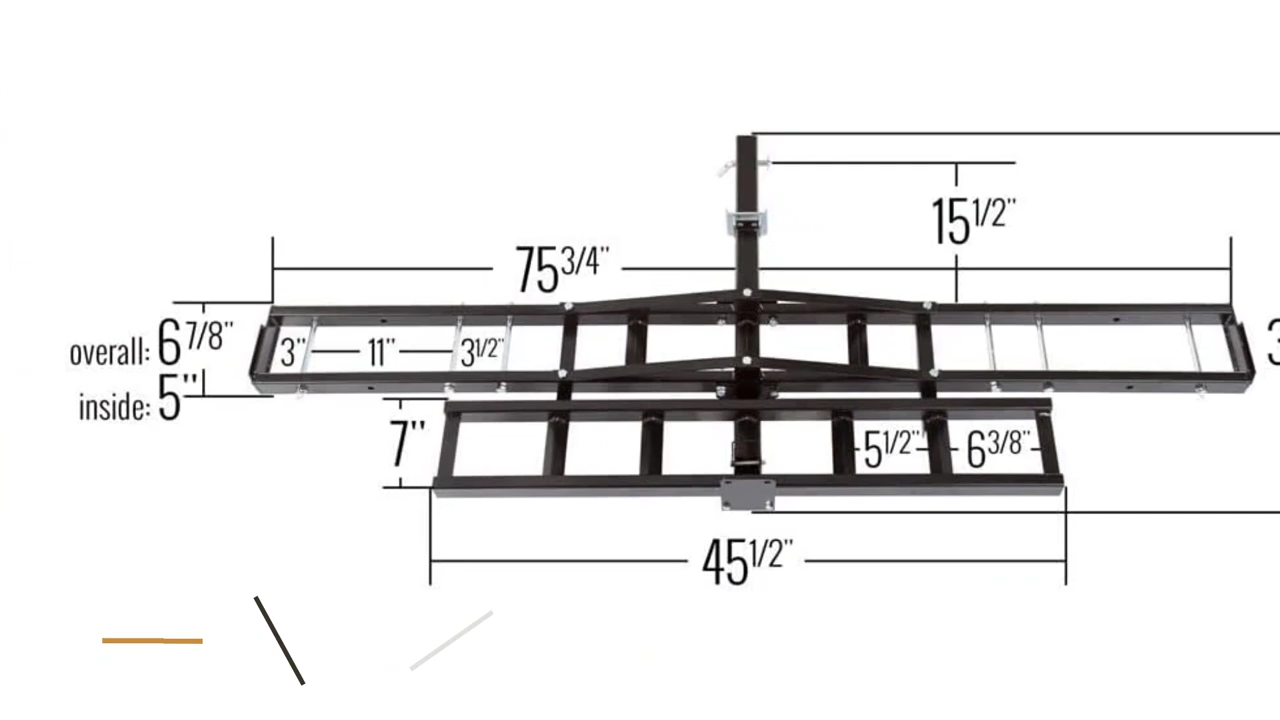 15 1/2"
75 3/4"
overall: 6 7/8"
3" 11" 3 1/2"
3
inside: 5"
7"
5 1/2" 6 3/8"
45 1/2"